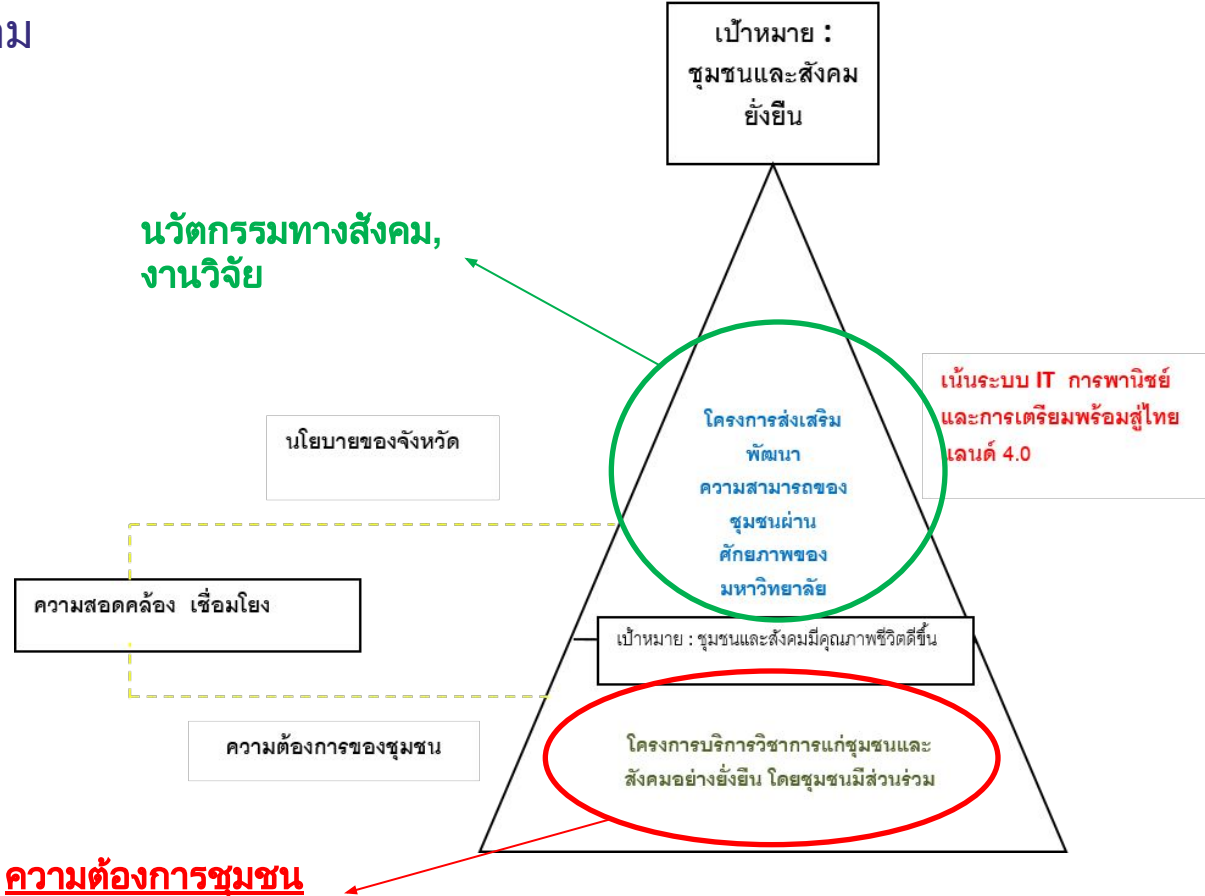 เป้าหมาย :
ชุมชนและสังคม
ยั่งยืน
นวัตกรรมทางสังคม,
งานวิจัย
เน้นระบบ IT การพานิชย์
และการเตรียมพร้อมสู่ไทย
แลนด์ 4.0
โครงการส่งเสริม
พัฒนา
ความสามารถของ
ชุมชนผ่าน
ศักยภาพของ
มหาวิทยาลัย
นโยบายของจังหวัด
ความสอดคล้อง เชื่อมโยง
เป้าหมาย : ชุมชนและสังคมมีคุณภาพชีวิตดีขึ้น
ความต้องการของชุมชน
โครงการบริการวิชาการแก่ชุมชนและ
สังคมอย่างยั่งยืน โดยชุมชนมีส่วนร่วม
ความต้องการชุมชน